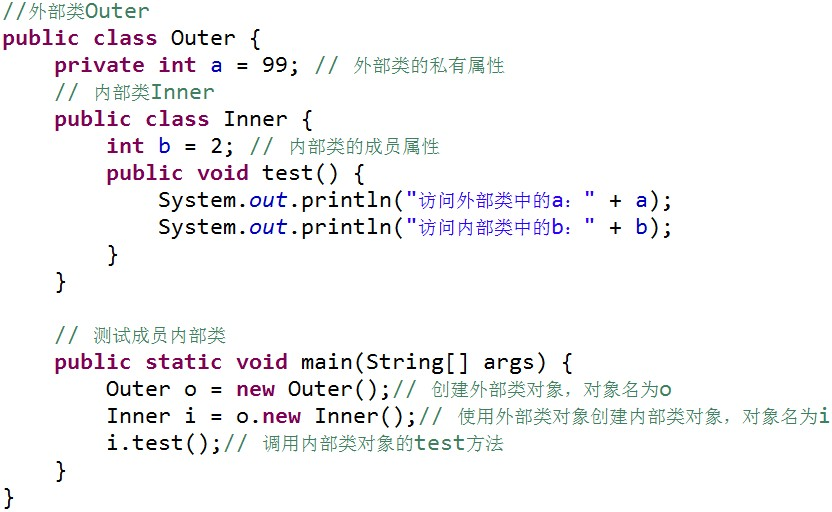 //外部类Outer
public class Outer {
    private int a = 99; // 外部类的私有属性
    // 内部类Inner
    public class Inner {
        int b = 2; // 内部类的成员属性
        public void test() {
            System.out.println("访问外部类中的a：" + a);
            System.out.println("访问内部类中的b：" + b);
        }
    }

    // 测试成员内部类
    public static void main(String[] args) {
        Outer o = new Outer();// 创建外部类对象，对象名为o
        Inner i = o.new Inner();// 使用外部类对象创建内部类对象，对象名为i
        i.test();// 调用内部类对象的test方法
    }
}